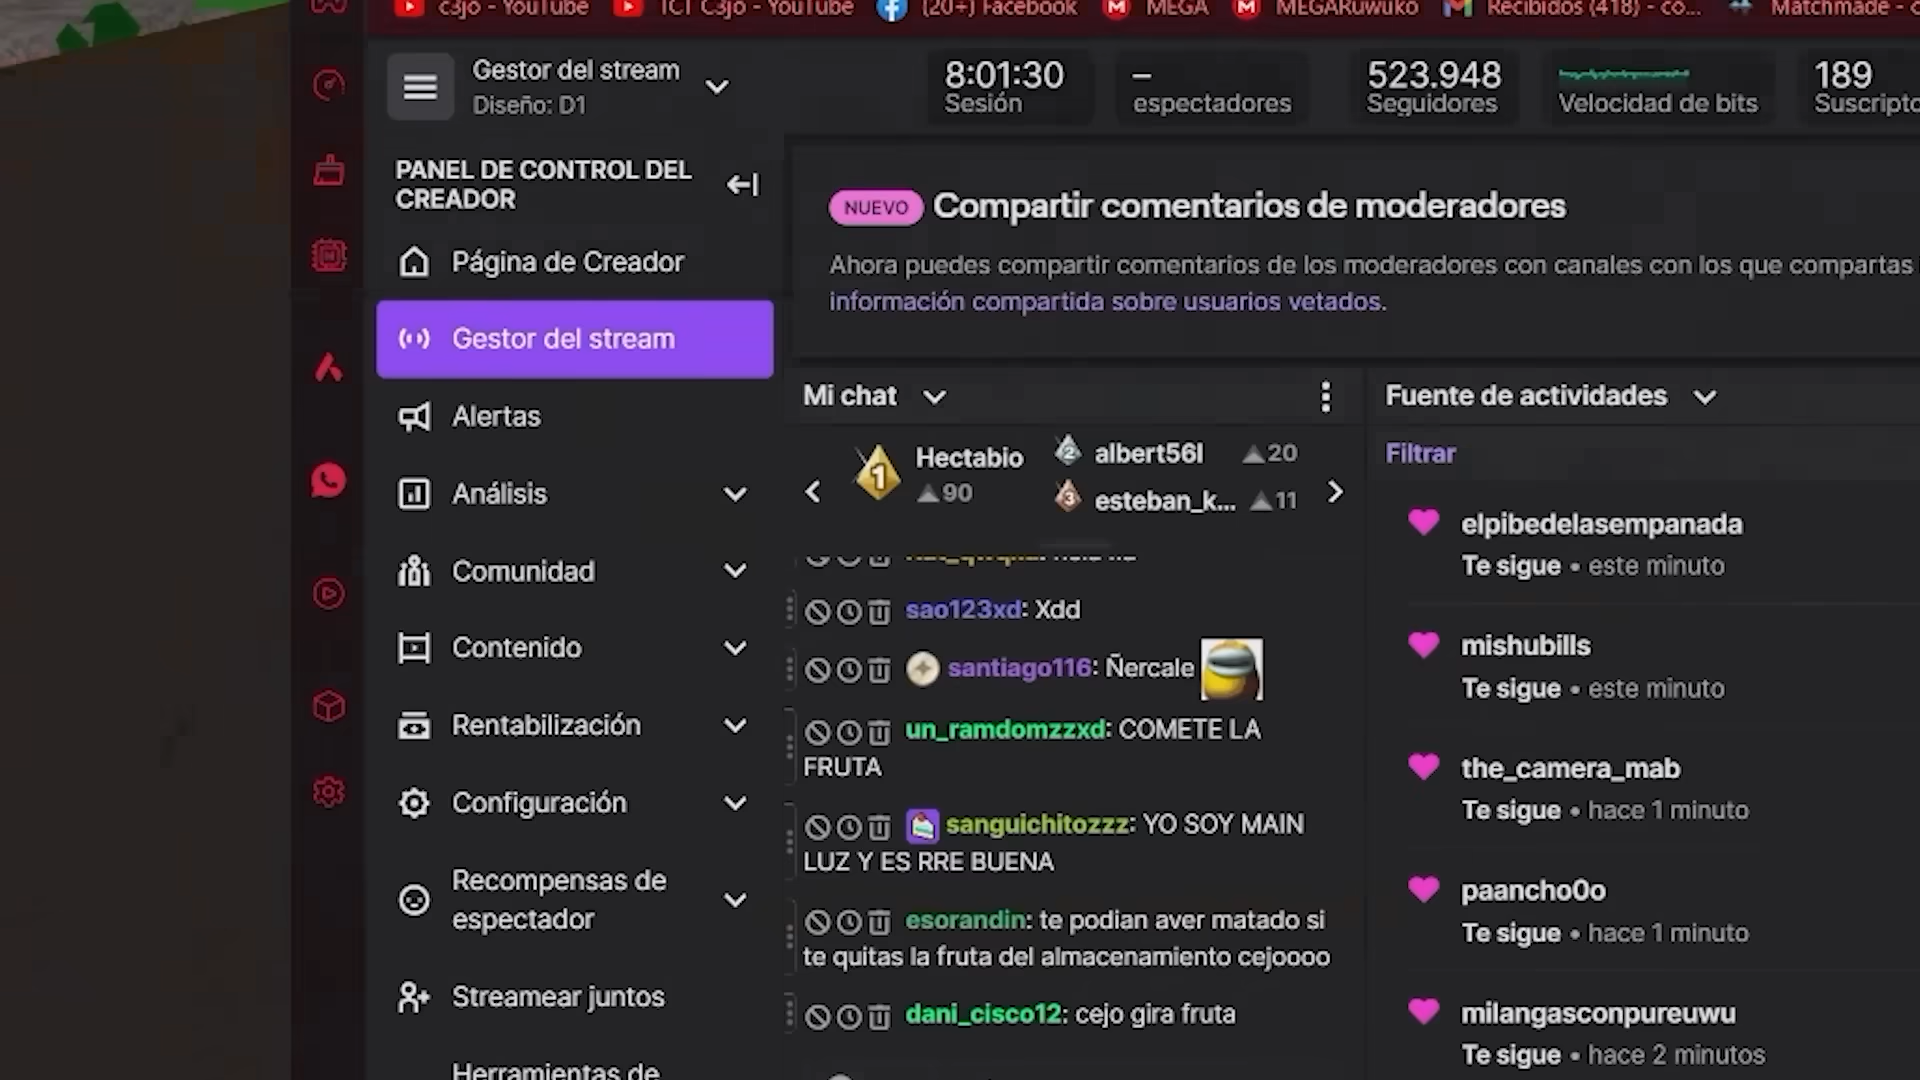 c3jo - YouTube
ICT C3jo - YouTube
(20+) Facebook
MEGA
MEGARuwuko
Recibidos (418) - co...
Matchmade - c
Gestor del stream
Diseño: D1
8:01:30
Sesión
–
espectadores
523.948
Seguidores
Velocidad de bits
189
Suscripto
PANEL DE CONTROL DEL
CREADOR
Página de Creador
Gestor del stream
Alertas
Análisis
Comunidad
Contenido
Rentabilización
Configuración
Recompensas de
espectador
Streamear juntos
Herramientas de
NUEVO Compartir comentarios de moderadores
Ahora puedes compartir comentarios de los moderadores con canales con los que compartas
información compartida sobre usuarios vetados.
Mi chat
1 Hectabio
90
2 albert56l 20
3 esteban_k... 11
sao123xd: Xdd
santiago116: Ñercale
un_ramdomzzxd: COMETE LA
FRUTA
sanguichitozzz: YO SOY MAIN
LUZ Y ES RRE BUENA
esorandin: te podian aver matado si
te quitas la fruta del almacenamiento cejoooo
dani_cisco12: cejo gira fruta
Fuente de actividades
Filtrar
elpibedelasempanada
Te sigue • este minuto
mishubills
Te sigue • este minuto
the_camera_mab
Te sigue • hace 1 minuto
paancho0o
Te sigue • hace 1 minuto
milangasconpureuwu
Te sigue • hace 2 minutos